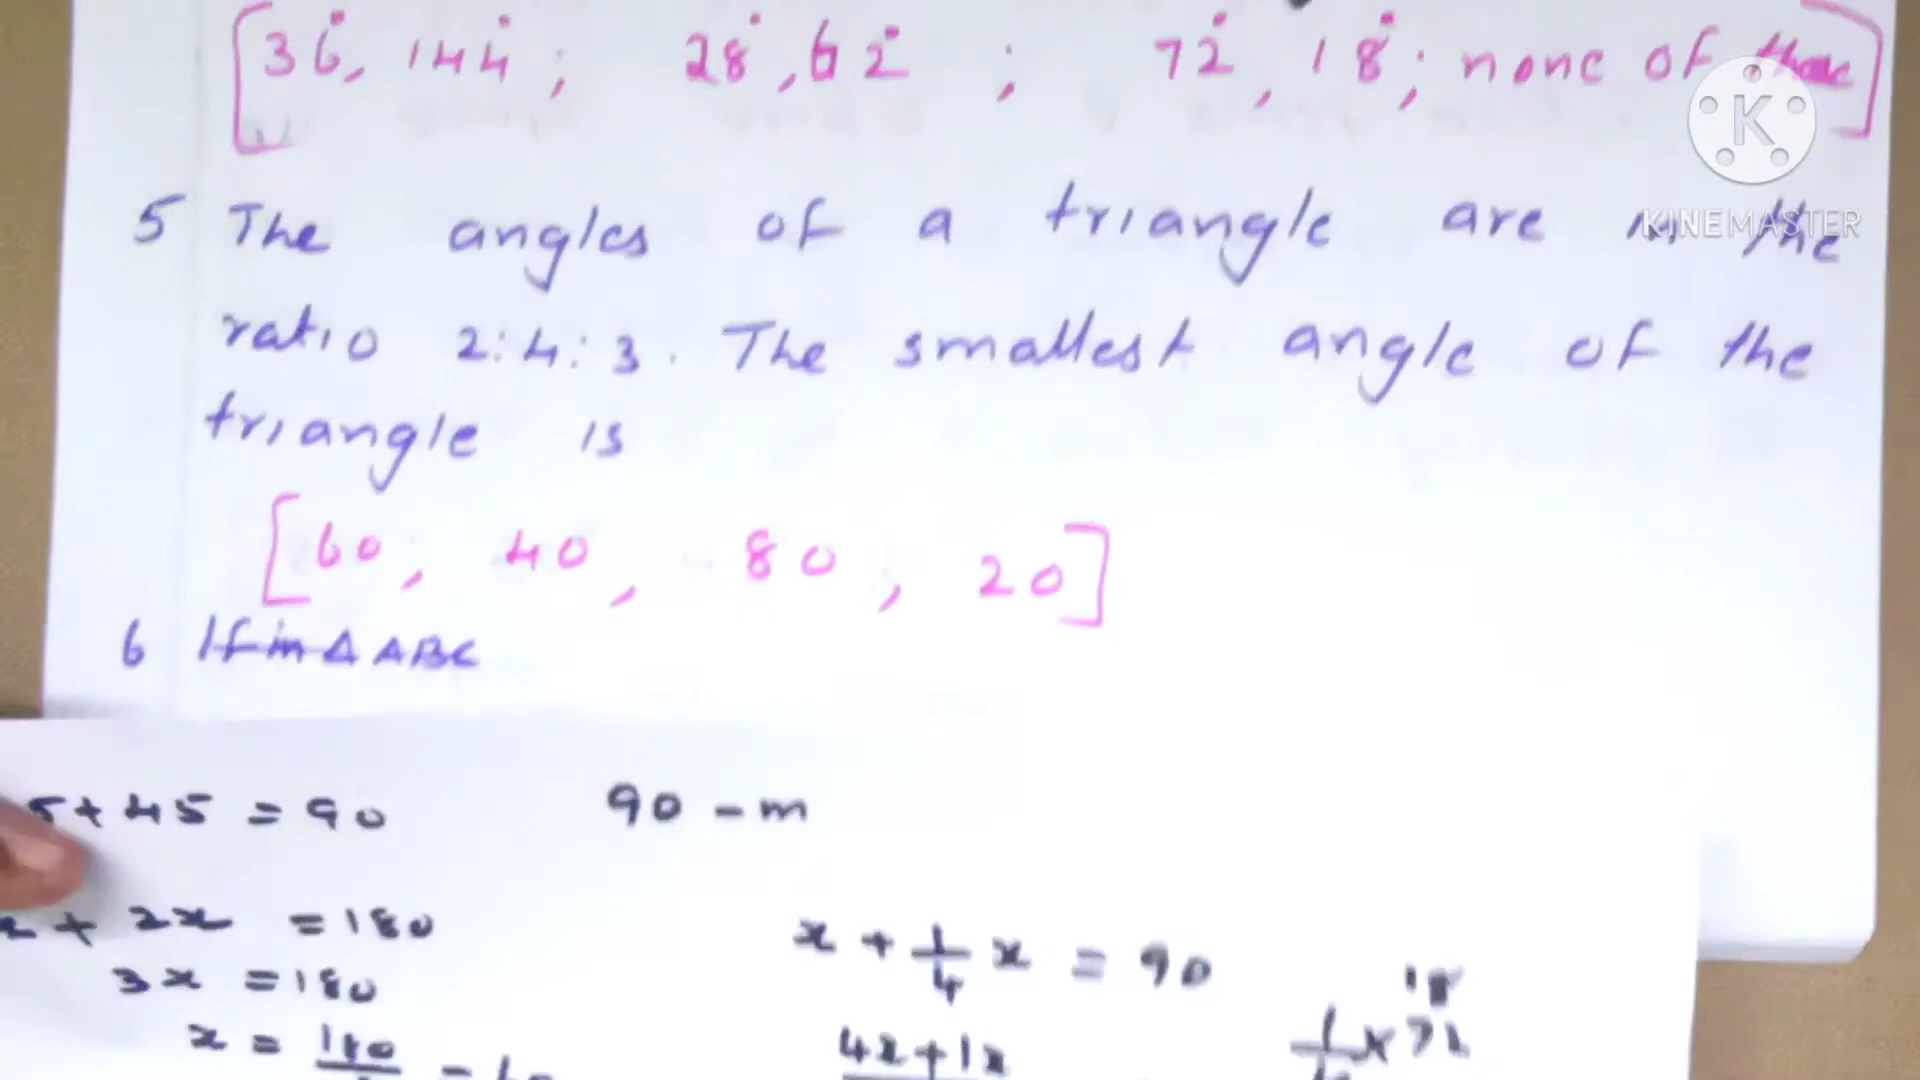 [36°, 144°; 28°, 62°; 72°, 18°; none of these]
K
KINEMASTER
5 The angles of a triangle are in the
ratio 2:4:3. The smallest angle of the
triangle is
[60, 40, 80, 20]
6 If in Δ ABC
5+45 = 90 90 - m
x + 2x = 180
x + 1/4 x = 90
3x = 180
18
x = 180
4x+1x
1 x 72